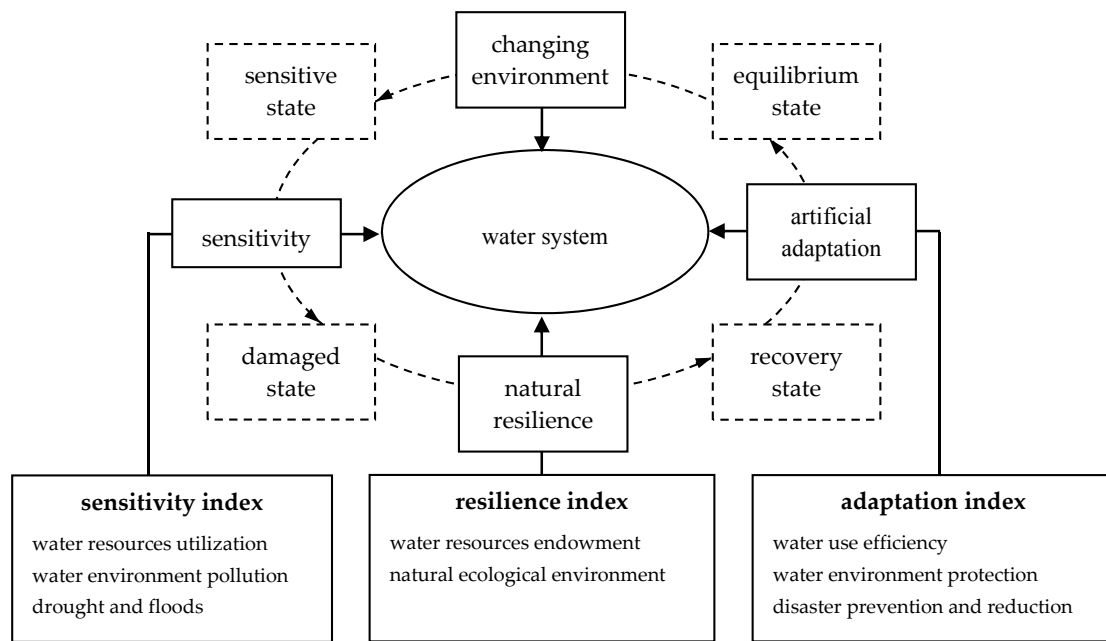 changing
environment
sensitive
state
equilibrium
state
sensitivity
water system
artificial
adaptation
damaged
state
natural
resilience
recovery
state
sensitivity index
water resources utilization
water environment pollution
drought and floods
resilience index
water resources endowment
natural ecological environment
adaptation index
water use efficiency
water environment protection
disaster prevention and reduction